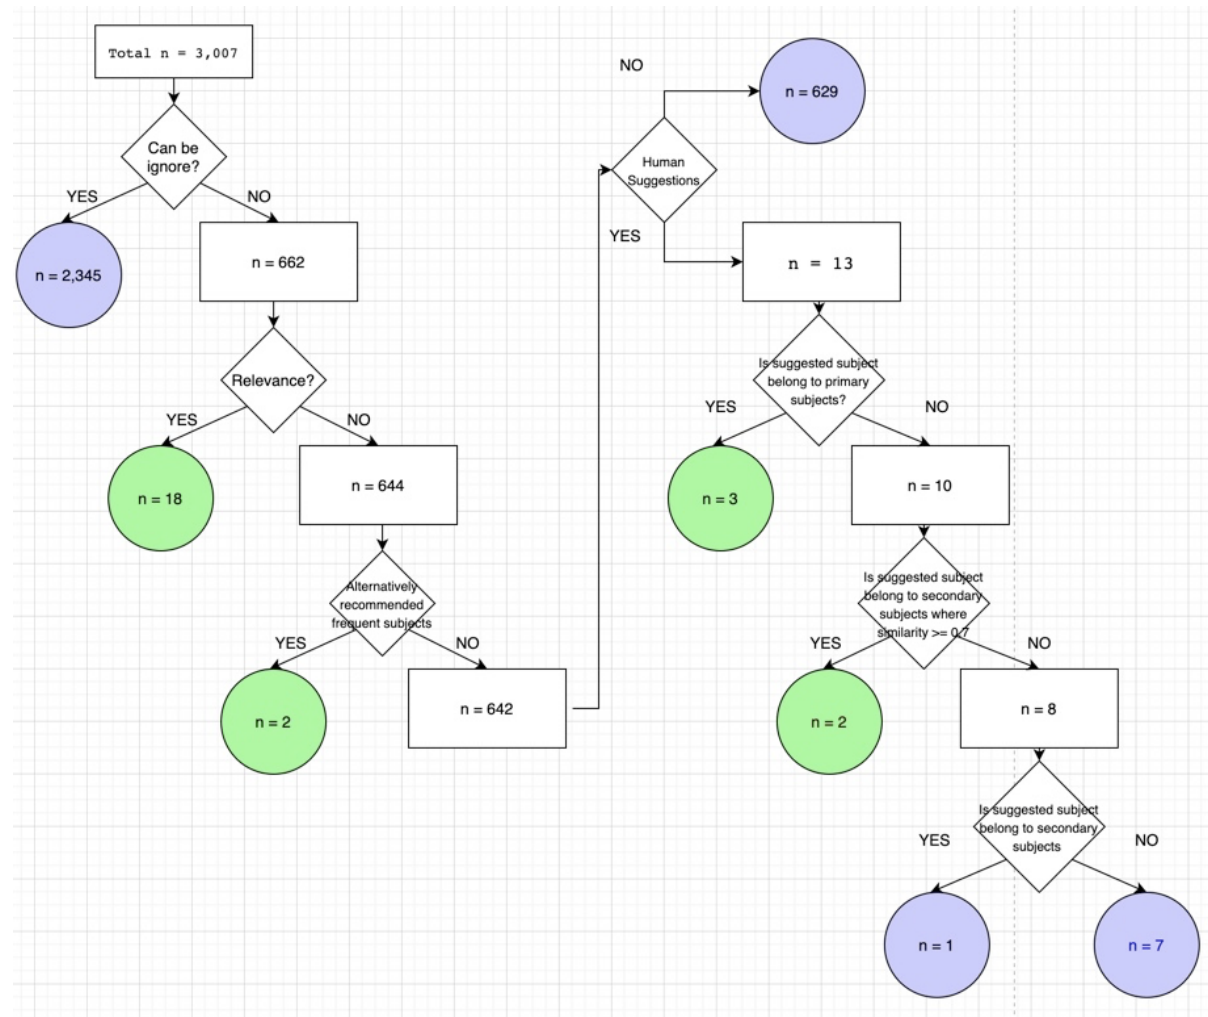 Total n = 3,007
Can be
ignore?
YES
NO
n = 2,345
n = 662
Relevance?
YES
NO
n = 18
n = 644
Alternatively
recommended
frequent subjects
YES
NO
n = 2
n = 642
Human
Suggestions
NO
n = 629
YES
n = 13
Is suggested subject
belong to primary
subjects?
YES
NO
n = 3
n = 10
Is suggested subject
belong to secondary
subjects where
similarity >= 0.7
YES
NO
n = 2
n = 8
Is suggested subject
belong to secondary
subjects
YES
NO
n = 1
n = 7